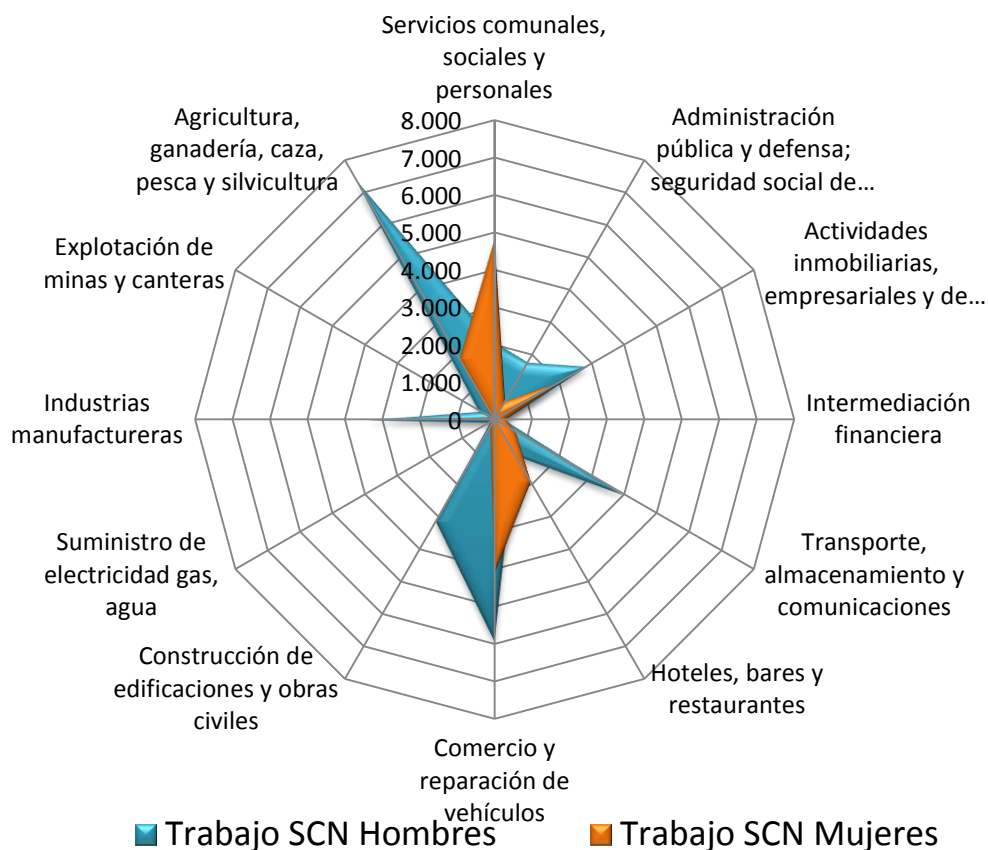 Servicios comunales,
sociales y
personales
Administración
pública y defensa;
seguridad social de…
Actividades
inmobiliarias,
empresariales y de…
Intermediación
financiera
Transporte,
almacenamiento y
comunicaciones
Hoteles, bares y
restaurantes
Comercio y
reparación de
vehículos
Construcción de
edificaciones y obras
civiles
Suministro de
electricidad gas,
agua
Industrias
manufactureras
Explotación de
minas y canteras
Agricultura,
ganadería, caza,
pesca y silvicultura
8.000
7.000
6.000
5.000
4.000
3.000
2.000
1.000
0
Trabajo SCN Hombres
Trabajo SCN Mujeres